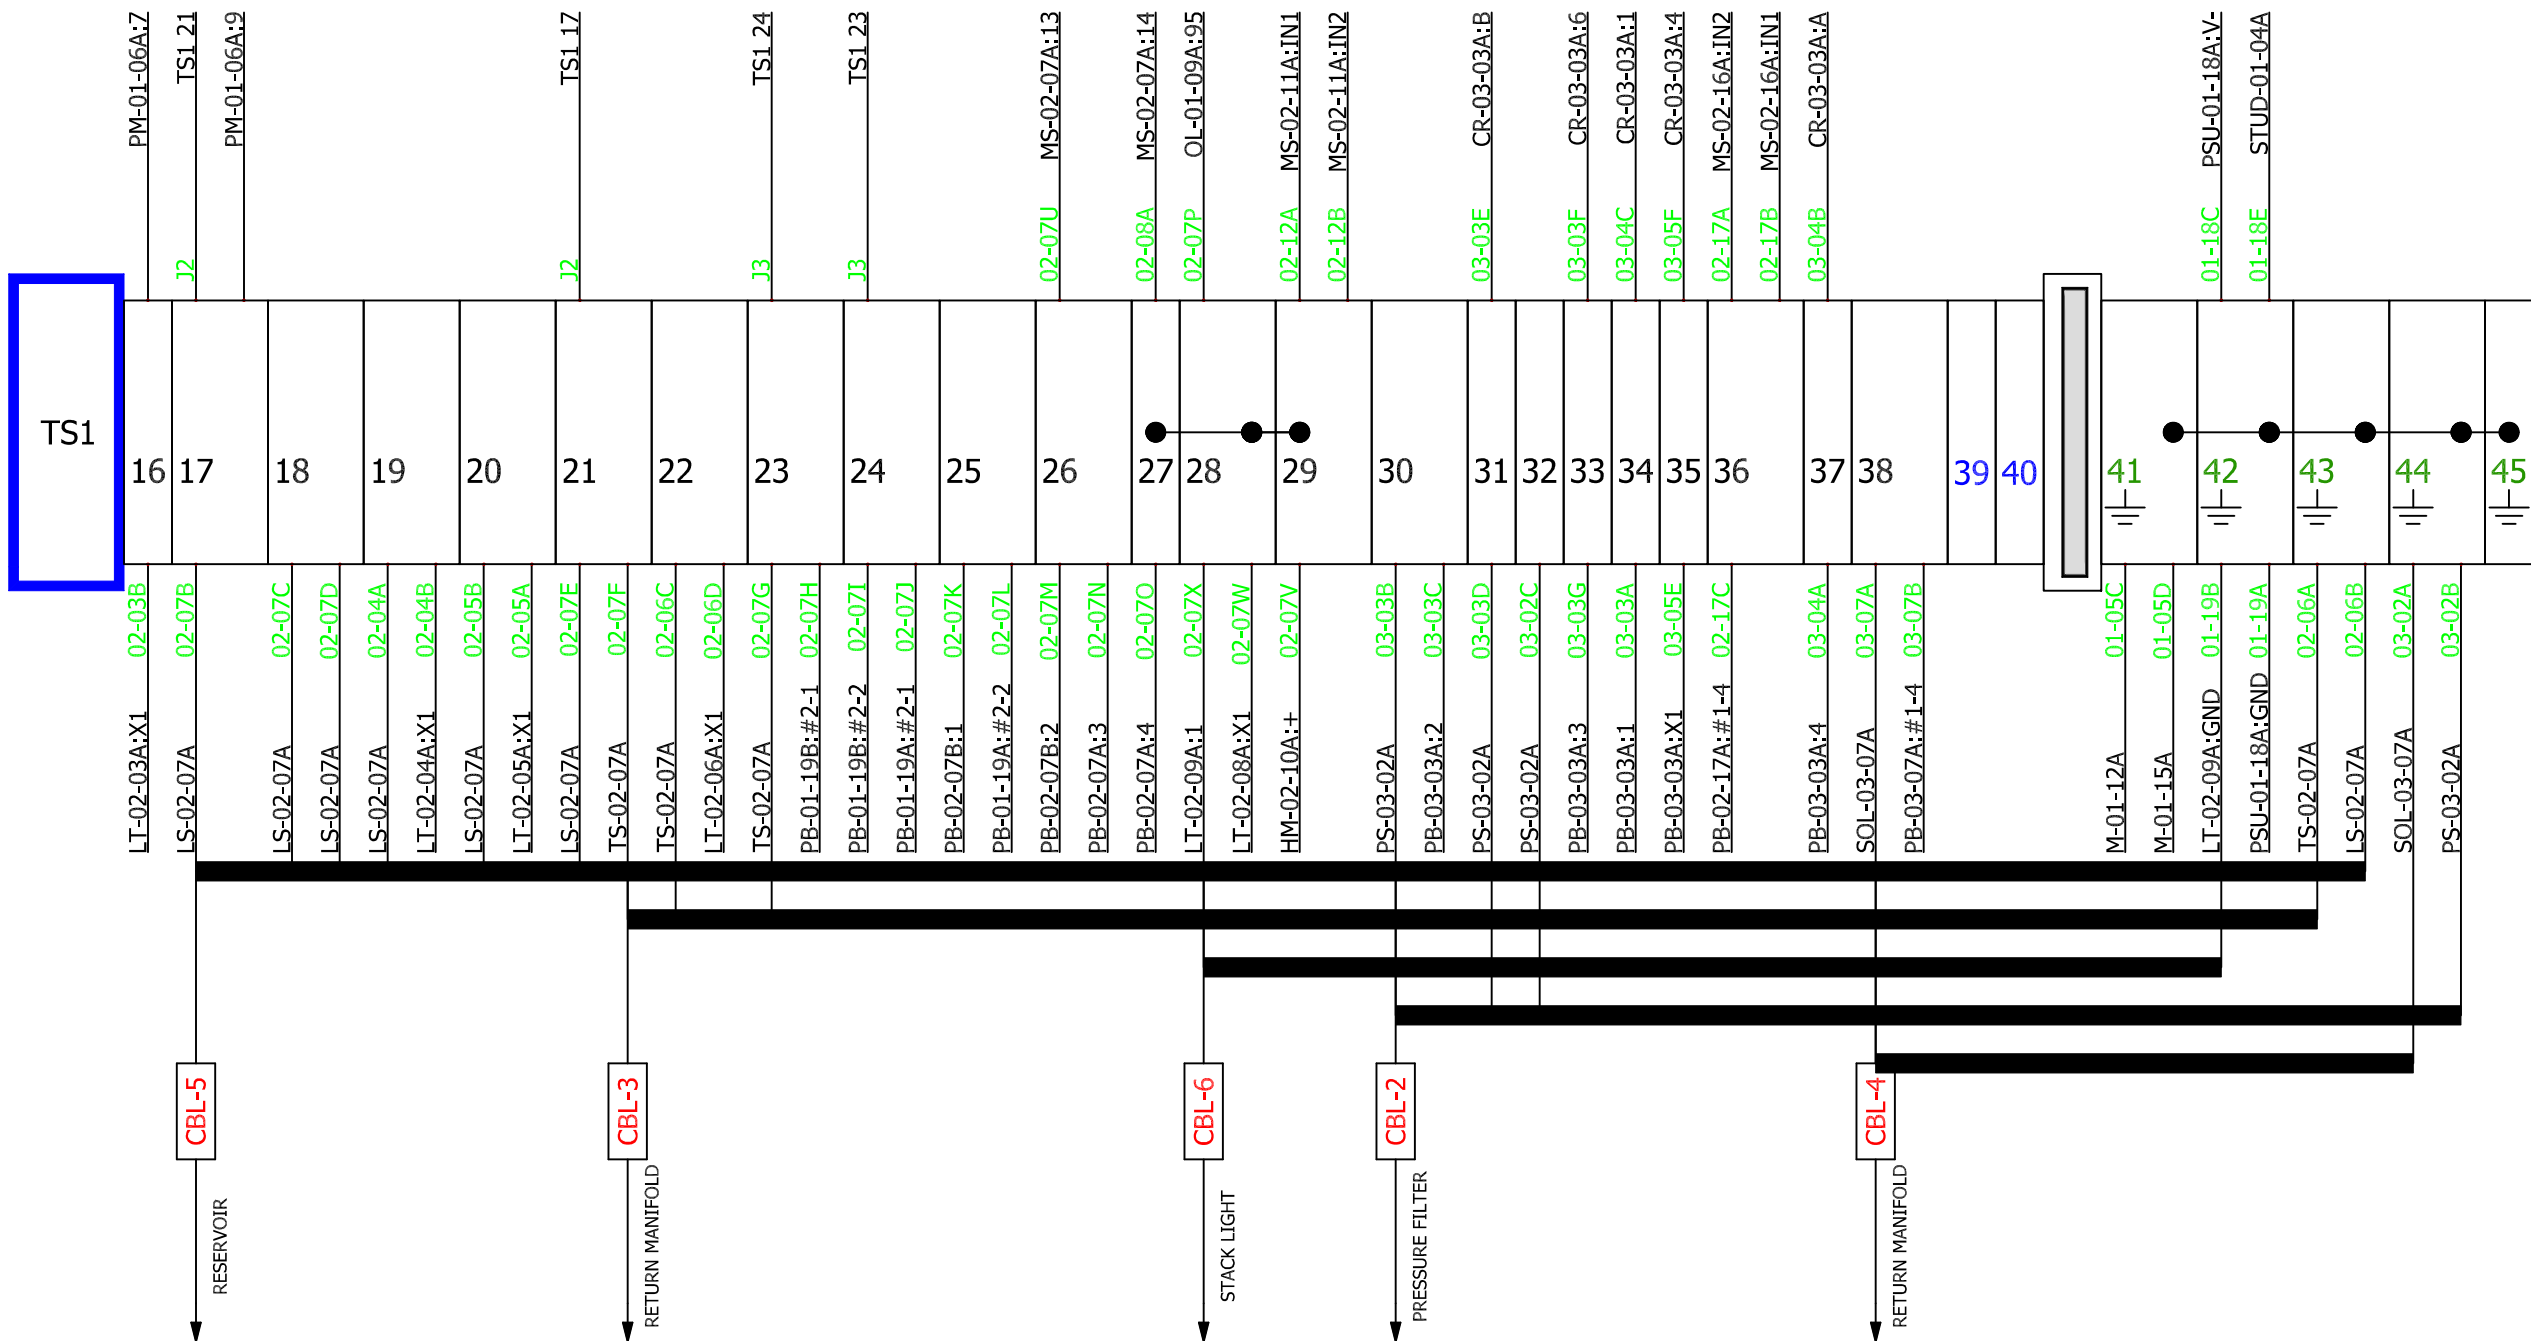 PM-01-06A:7
TS1 21
PM-01-06A:9
TS1 17
TS1 24
TS1 23
MS-02-07A:13
MS-02-07A:14
OL-01-09A:95
MS-02-11A:IN1
MS-02-11A:IN2
CR-03-03A:B
CR-03-03A:6
CR-03-03A:1
CR-03-03A:4
MS-02-16A:IN2
MS-02-16A:IN1
CR-03-03A:A
PSU-01-18A:V-
STUD-01-04A
J2
J2
J3
J3
02-07U
02-08A
02-07P
02-12A
02-12B
03-03E
03-03F
03-04C
03-05F
02-17A
02-17B
03-04B
01-18C
01-18E
TS1
16
17
18
19
20
21
22
23
24
25
26
27
28
29
30
31
32
33
34
35
36
37
38
39
40
41
42
43
44
45
02-03B
02-07B
02-07C
02-07D
02-04A
02-04B
02-05B
02-05A
02-07E
02-07F
02-06C
02-06D
02-07G
02-07H
02-07I
02-07J
02-07K
02-07L
02-07M
02-07N
02-07O
02-07X
02-07W
02-07V
03-03B
03-03C
03-03D
03-02C
03-03G
03-03A
03-05E
02-17C
03-04A
03-07A
03-07B
01-05C
01-05D
01-19B
01-19A
02-06A
02-06B
03-02A
03-02B
LT-02-03A:X1
LS-02-07A
LS-02-07A
LS-02-07A
LS-02-07A
LT-02-04A:X1
LS-02-07A
LT-02-05A:X1
LS-02-07A
TS-02-07A
TS-02-07A
LT-02-06A:X1
TS-02-07A
PB-01-19B:#2-1
PB-01-19B:#2-2
PB-01-19A:#2-1
PB-02-07B:1
PB-01-19A:#2-2
PB-02-07B:2
PB-02-07A:3
PB-02-07A:4
LT-02-09A:1
LT-02-08A:X1
HM-02-10A:+
PS-03-02A
PB-03-03A:2
PS-03-02A
PS-03-02A
PB-03-03A:3
PB-03-03A:1
PB-03-03A:X1
PB-02-17A:#1-4
PB-03-03A:4
SOL-03-07A
PB-03-07A:#1-4
M-01-12A
M-01-15A
LT-02-09A:GND
PSU-01-18A:GND
TS-02-07A
LS-02-07A
SOL-03-07A
PS-03-02A
CBL-5
CBL-3
CBL-6
CBL-2
CBL-4
RESERVOIR
RETURN MANIFOLD
STACK LIGHT
PRESSURE FILTER
RETURN MANIFOLD